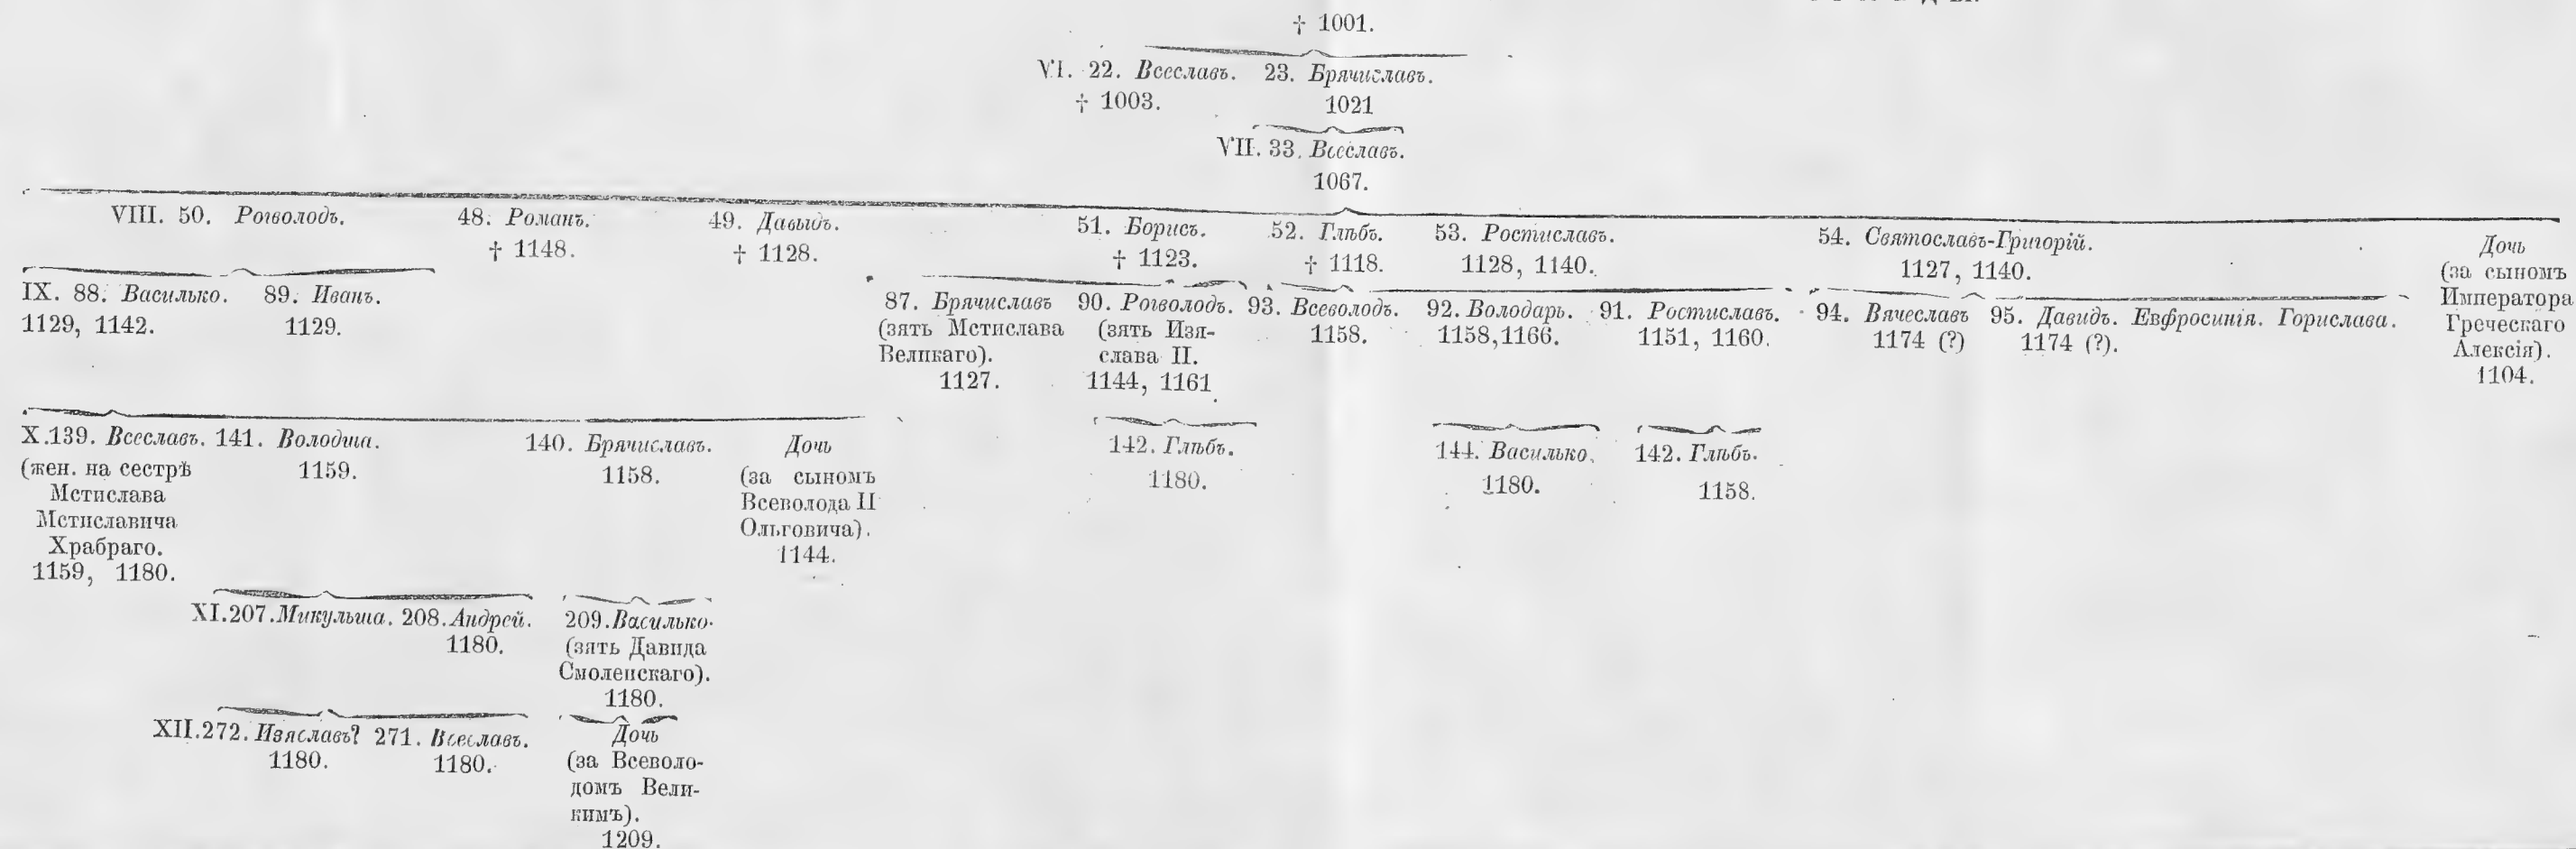 † 1001.
VI. 22. Всеславъ. 23. Брячиславъ.
† 1003. 1021
VII. 33. Всеславъ.
1067.
VIII. 50. Рогволодъ. 48. Романъ. 49. Давыдъ. 51. Борисъ. 52. Глѣбъ. 53. Ростиславъ. 54. Святославъ-Григорій. Дочь
† 1148. † 1128. † 1123. † 1118. 1128, 1140. 1127, 1140. (за сыномъ
IX. 88. Василько. 89. Иванъ. 87. Брячиславъ 90. Рогволодъ. 93. Всеволодъ. 92. Володарь. 91. Ростиславъ. 94. Вячеславъ 95. Давидъ. Евфросинія. Горислава. Императора
1129, 1142. 1129. (зять Мстислава (зять Изя- 1158. 1158,1166. 1151, 1160. 1174 (?) 1174 (?). Греческаго
Великаго). слава II. Алексія).
1127. 1144, 1161 1104.
X.139. Всеславъ. 141. Володша. 140. Брячиславъ. Дочь 142. Глѣбъ. 144. Василько. 142. Глѣбъ.
(жен. на сестрѣ 1159. 1158. (за сыномъ 1180. 1180. 1158.
Мстислава Всеволода II
Мстиславича Ольговича).
Храбраго. 1144.
1159, 1180.
XI.207.Микульша. 208.Андрей. 209.Василько.
1180. (зять Давида
Смоленскаго).
1180.
XII.272. Изяславъ? 271. Всеславъ. Дочь
1180. 1180. (за Всеволо-
домъ Вели-
кимъ).
1209.